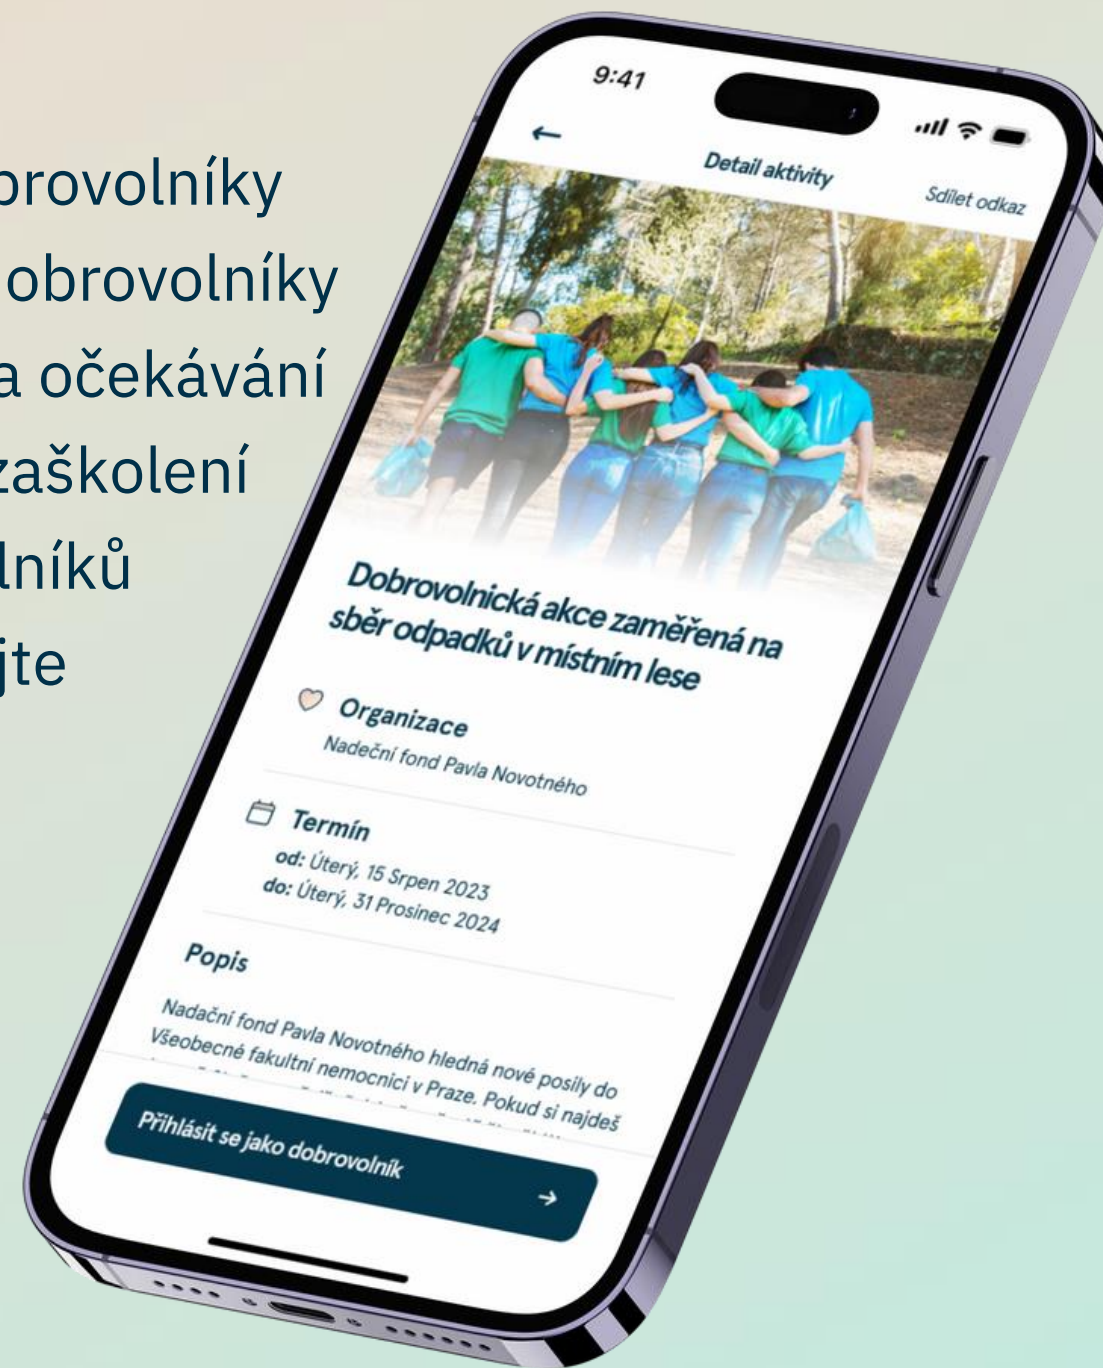 brovolníky
obrovolníky
a očekávání
zaškolení
lníků
jte
9:41
Detail aktivity
Sdílet odkaz
Dobrovolnická akce zaměřená na
sběr odpadků v místním lese
Organizace
Nadeční fond Pavla Novotného
Termín
od: Úterý, 15 Srpen 2023
do: Úterý, 31 Prosinec 2024
Popis
Nadační fond Pavla Novotného hledná nové posily do
Všeobecné fakultní nemocnici v Praze. Pokud si najdeš
Přihlásit se jako dobrovolník